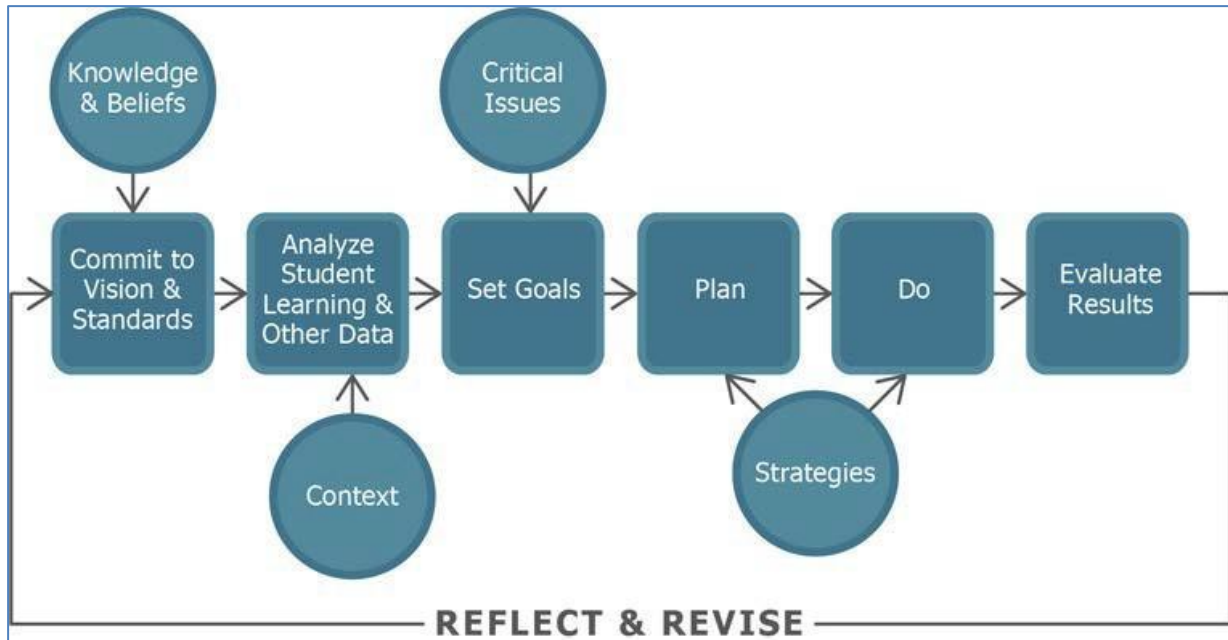 Knowledge
& Beliefs
Critical
Issues
Commit to
Vision &
Standards
Analyze
Student
Learning &
Other Data
Set Goals
Plan
Do
Evaluate
Results
Context
Strategies
REFLECT & REVISE